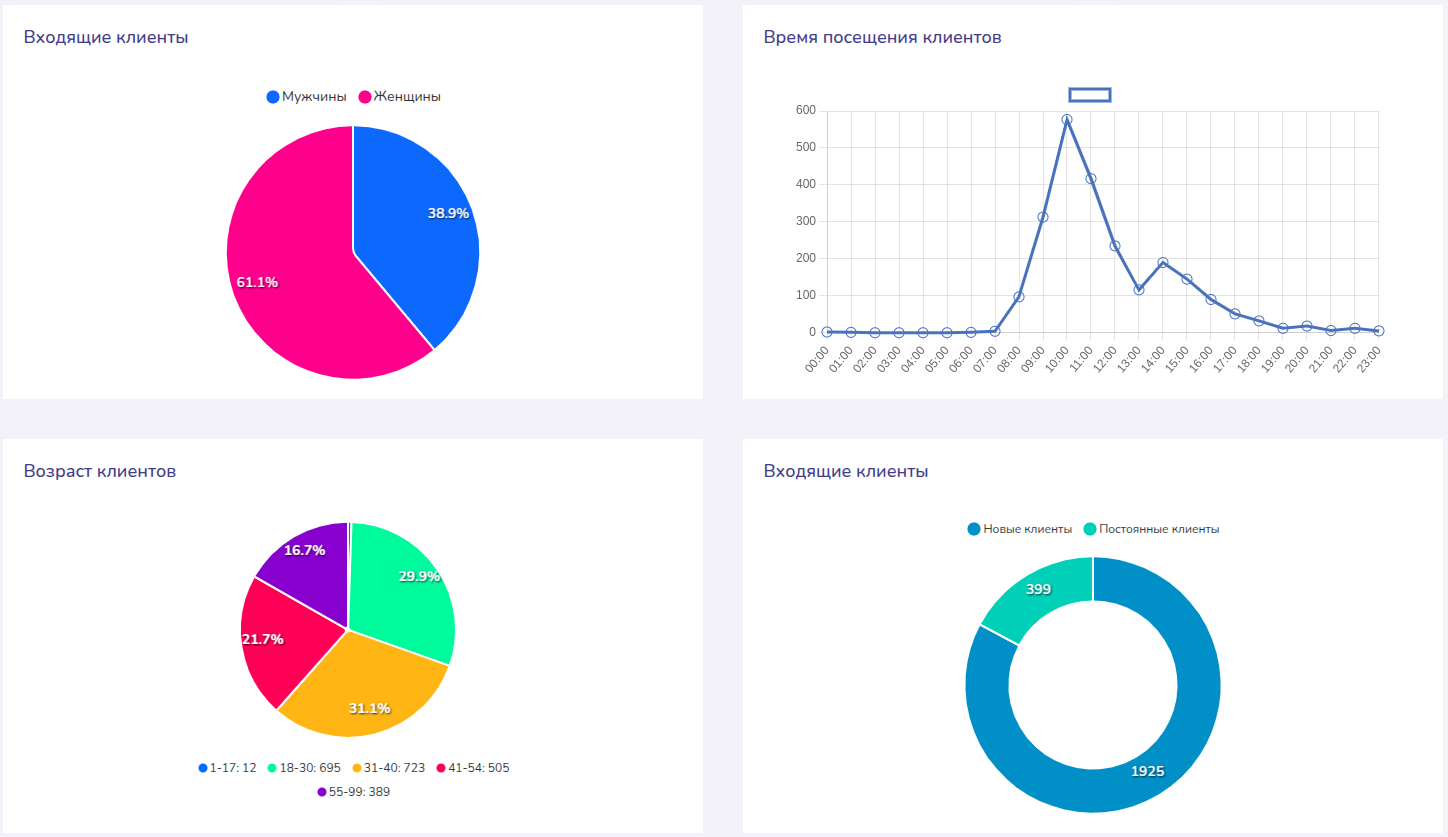 Входящие клиенты
Мужчины Женщины
38.9%
61.1%
Время посещения клиентов
600
500
400
300
200
100
0
00:00 01:00 02:00 03:00 04:00 05:00 06:00 07:00 08:00 09:00 10:00 11:00 12:00 13:00 14:00 15:00 16:00 17:00 18:00 19:00 20:00 21:00 22:00 23:00
Возраст клиентов
16.7%
29.9%
21.7%
31.1%
1-17: 12 18-30: 695 31-40: 723 41-54: 505
55-99: 389
Входящие клиенты
Новые клиенты Постоянные клиенты
399
1925